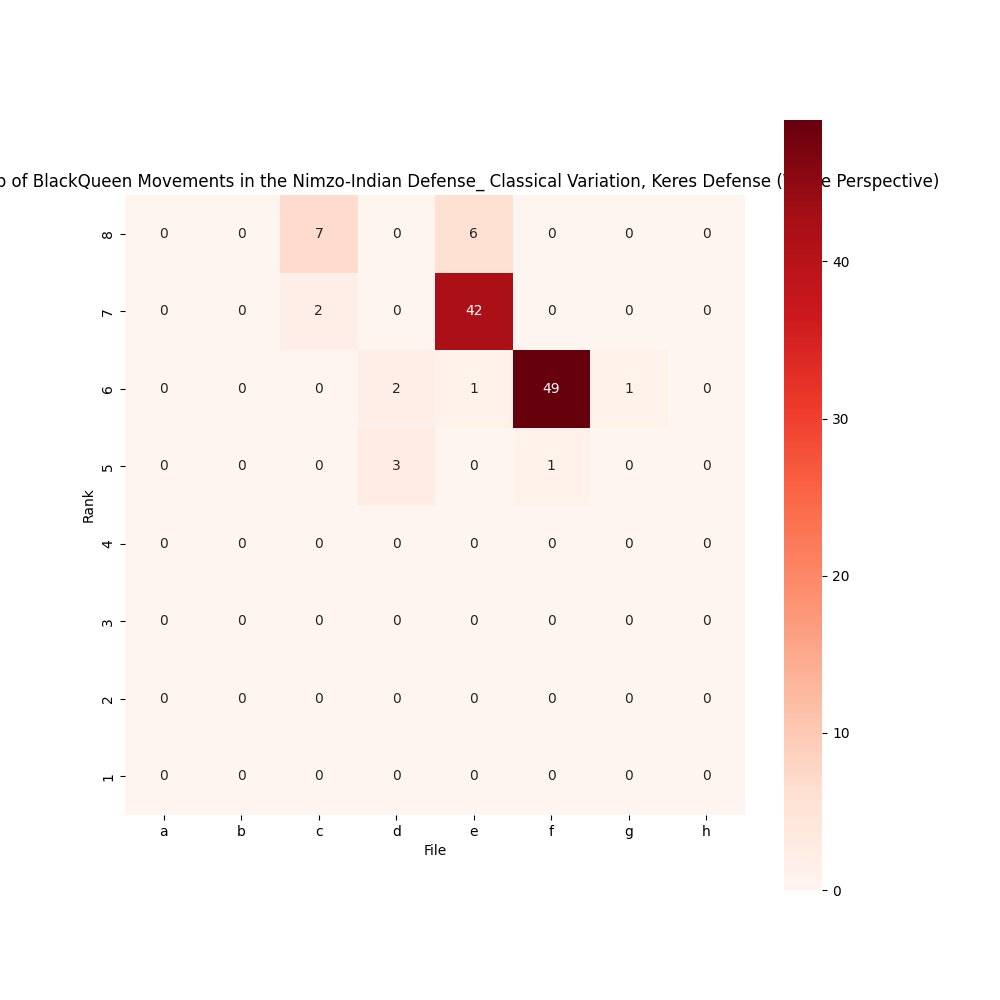 of BlackQueen Movements in the Nimzo-Indian Defense_ Classical Variation, Keres Defense ( Perspective)
8 0 0 7 0 6 0 0 0
7 0 0 2 0 42 0 0 0
6 0 0 0 2 1 49 1 0
5 0 0 0 3 0 1 0 0
4 0 0 0 0 0 0 0 0
3 0 0 0 0 0 0 0 0
2 0 0 0 0 0 0 0 0
1 0 0 0 0 0 0 0 0
a b c d e f g h
File
Rank
40
30
20
10
0